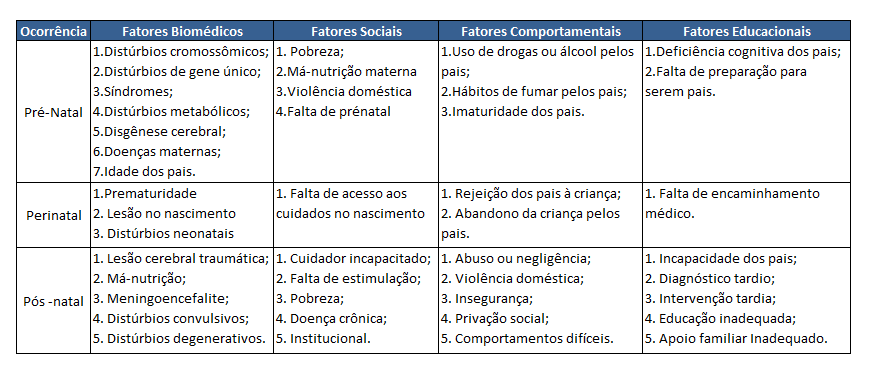 Ocorrência Fatores Biomédicos Fatores Sociais Fatores Comportamentais Fatores Educacionais
Pré-Natal
1.Distúrbios cromossômicos;
2.Distúrbios de gene único;
3.Síndromes;
4.Distúrbios metabólicos;
5.Disgênese cerebral;
6.Doenças maternas;
7.Idade dos pais.
1. Pobreza;
2.Má-nutrição materna
3.Violência doméstica
4.Falta de prénatal
1.Uso de drogas ou álcool pelos
pais;
2.Hábitos de fumar pelos pais;
3.Imaturidade dos pais.
1.Deficiência cognitiva dos pais;
2.Falta de preparação para
serem pais.
Perinatal
1.Prematuridade
2. Lesão no nascimento
3. Distúrbios neonatais
1. Falta de acesso aos
cuidados no nascimento
1. Rejeição dos pais à criança;
2. Abandono da criança pelos
pais.
1. Falta de encaminhamento
médico.
Pós -natal
1. Lesão cerebral traumática;
2. Má-nutrição;
3. Meningoencefalite;
4. Distúrbios convulsivos;
5. Distúrbios degenerativos.
1. Cuidador incapacitado;
2. Falta de estimulação;
3. Pobreza;
4. Doença crônica;
5. Institucional.
1. Abuso ou negligência;
2. Violência doméstica;
3. Insegurança;
4. Privação social;
5. Comportamentos difíceis.
1. Incapacidade dos pais;
2. Diagnóstico tardio;
3. Intervenção tardia;
4. Educação inadequada;
5. Apoio familiar Inadequado.